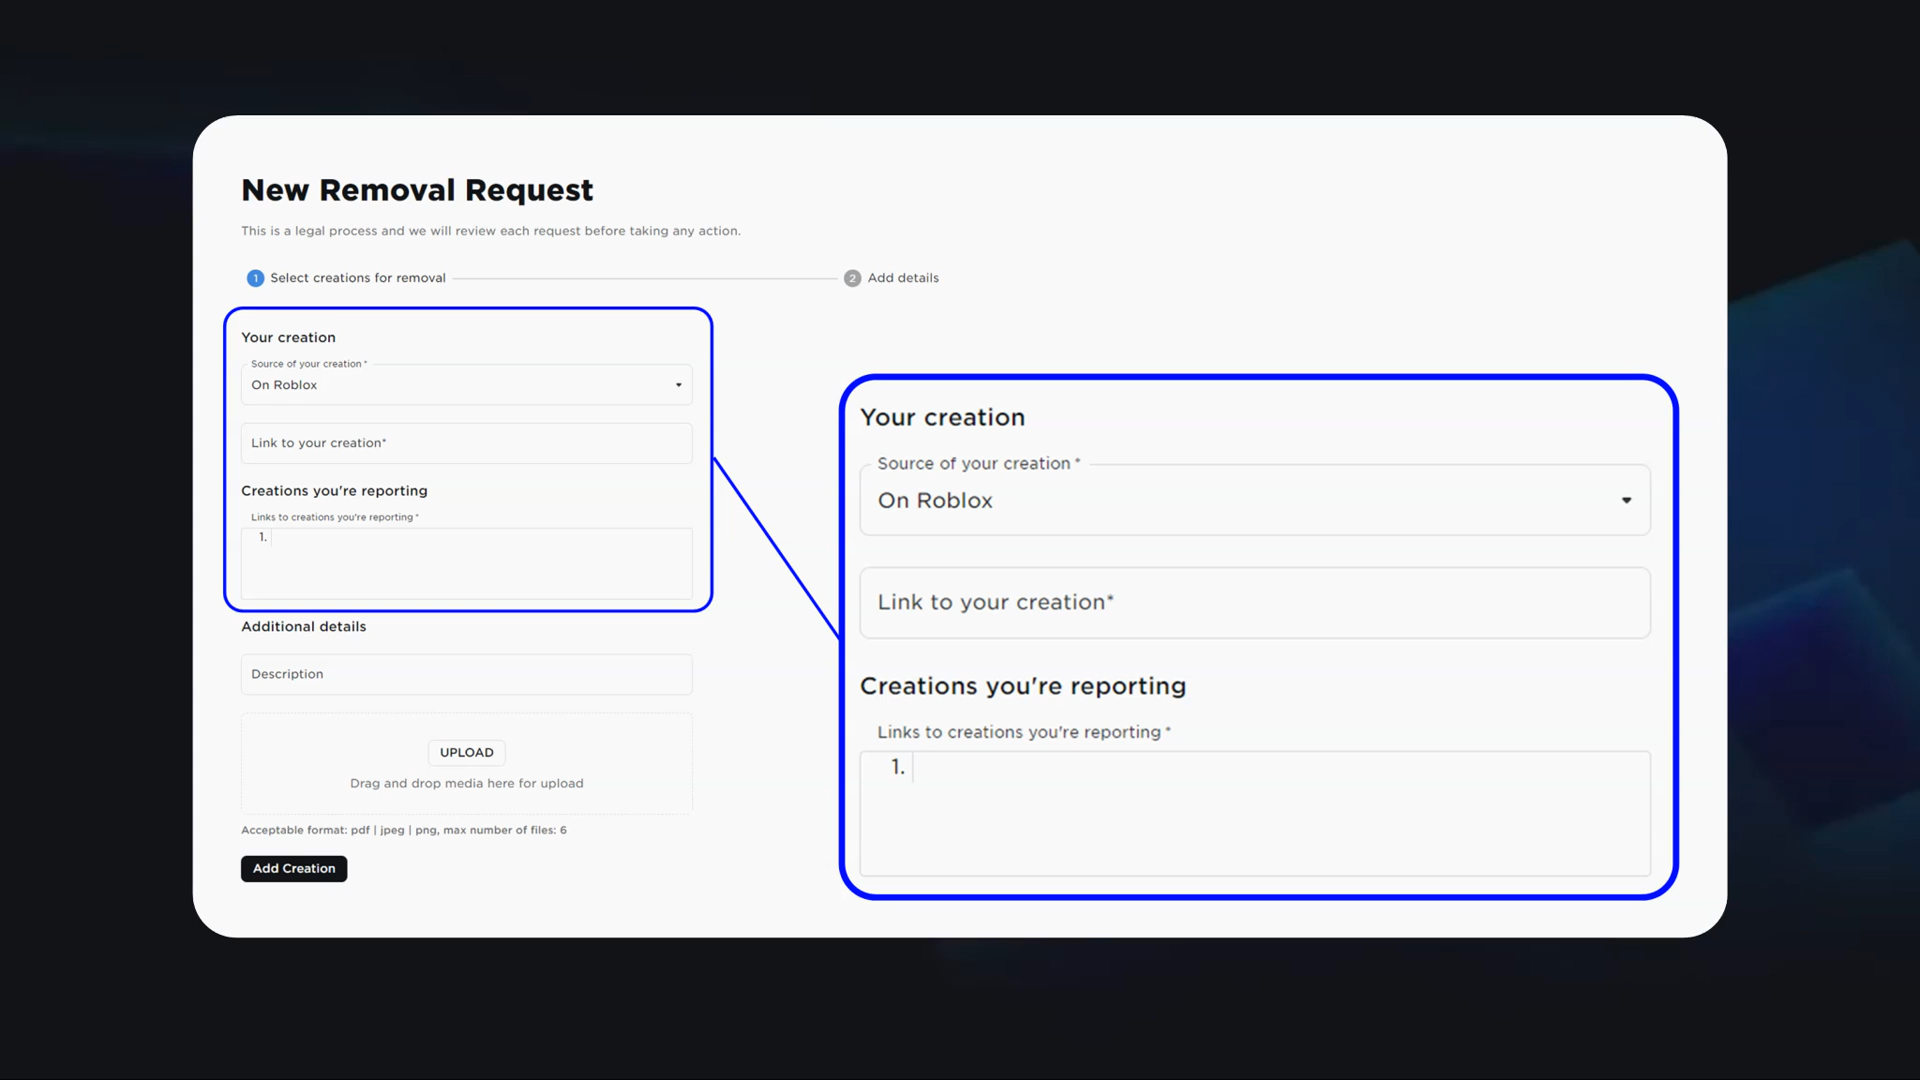 New Removal Request
This is a legal process and we will review each request before taking any action.
1 Select creations for removal
2 Add details
Your creation
Source of your creation *
On Roblox
Link to your creation*
Creations you're reporting
Links to creations you're reporting *
1.
Additional details
Description
UPLOAD
Drag and drop media here for upload
Acceptable format: pdf | jpeg | png, max number of files: 6
Add Creation
Your creation
Source of your creation *
On Roblox
Link to your creation*
Creations you're reporting
Links to creations you're reporting *
1.